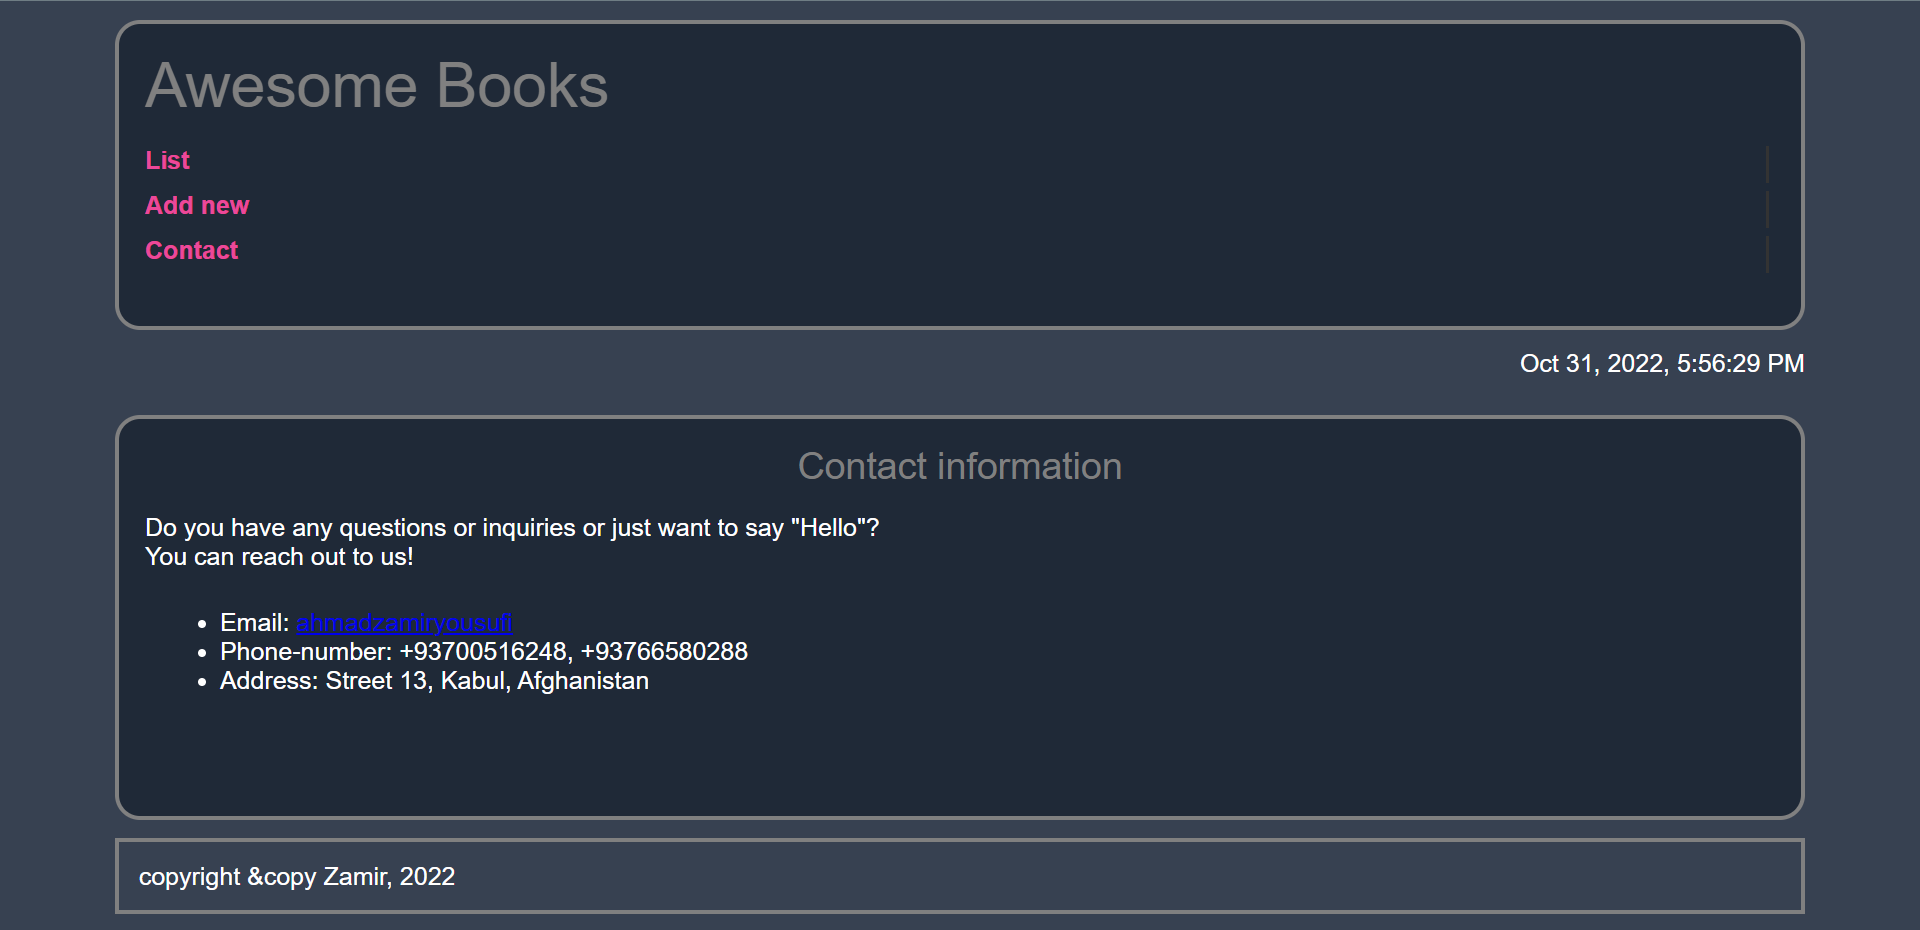 Awesome Books
List
Add new
Contact
Oct 31, 2022, 5:56:29 PM
Contact information
Do you have any questions or inquiries or just want to say "Hello"?
You can reach out to us!
• Email: ahmadzamiryousufi
• Phone-number: +93700516248, +93766580288
• Address: Street 13, Kabul, Afghanistan
copyright &copy Zamir, 2022